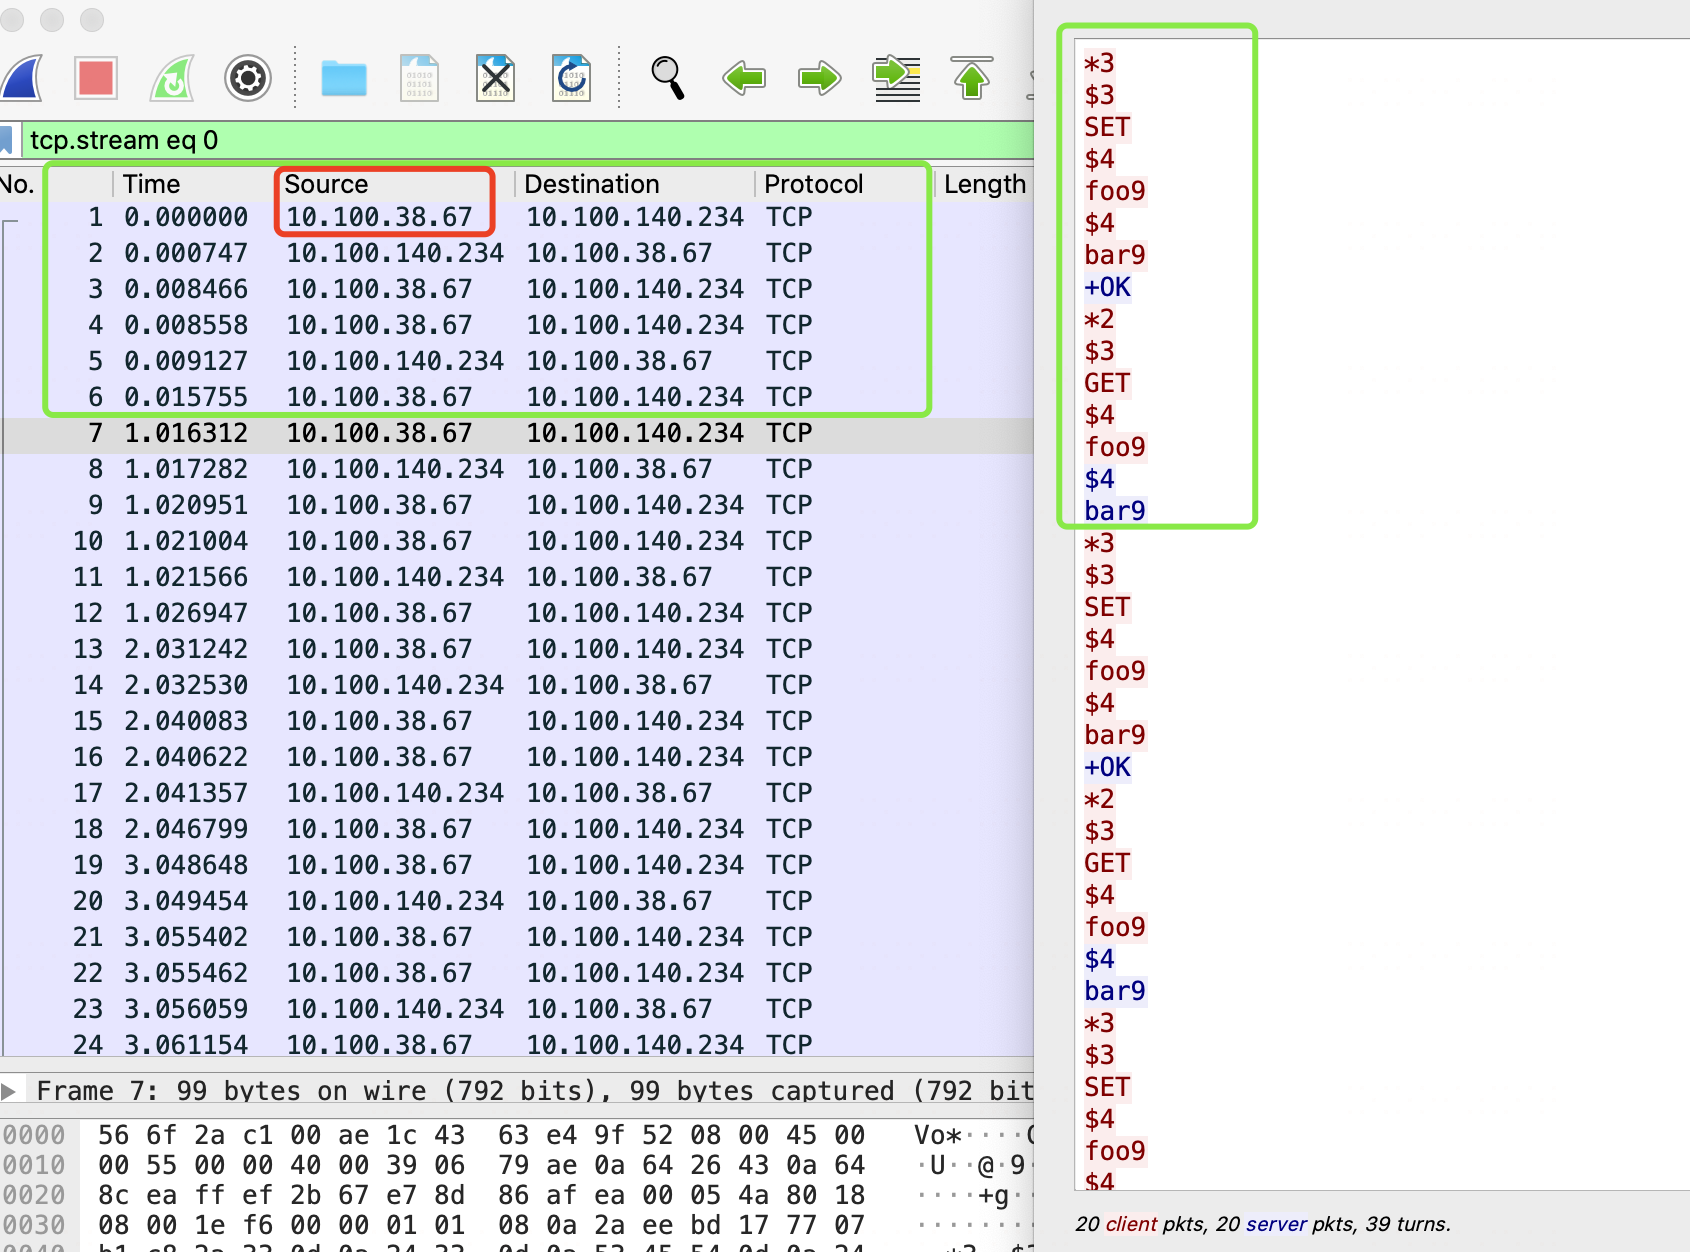 tcp.stream eq 0
No. Time Source Destination Protocol Length
1 0.000000 10.100.38.67 10.100.140.234 TCP
2 0.000747 10.100.140.234 10.100.38.67 TCP
3 0.008466 10.100.38.67 10.100.140.234 TCP
4 0.008558 10.100.38.67 10.100.140.234 TCP
5 0.009127 10.100.140.234 10.100.38.67 TCP
6 0.015755 10.100.38.67 10.100.140.234 TCP
7 1.016312 10.100.38.67 10.100.140.234 TCP
8 1.017282 10.100.140.234 10.100.38.67 TCP
9 1.020951 10.100.38.67 10.100.140.234 TCP
10 1.021004 10.100.38.67 10.100.140.234 TCP
11 1.021566 10.100.140.234 10.100.38.67 TCP
12 1.026947 10.100.38.67 10.100.140.234 TCP
13 2.031242 10.100.38.67 10.100.140.234 TCP
14 2.032530 10.100.140.234 10.100.38.67 TCP
15 2.040083 10.100.38.67 10.100.140.234 TCP
16 2.040622 10.100.38.67 10.100.140.234 TCP
17 2.041357 10.100.140.234 10.100.38.67 TCP
18 2.046799 10.100.38.67 10.100.140.234 TCP
19 3.048648 10.100.38.67 10.100.140.234 TCP
20 3.049454 10.100.140.234 10.100.38.67 TCP
21 3.055402 10.100.38.67 10.100.140.234 TCP
22 3.055462 10.100.38.67 10.100.140.234 TCP
23 3.056059 10.100.140.234 10.100.38.67 TCP
24 3.061154 10.100.38.67 10.100.140.234 TCP
Frame 7: 99 bytes on wire (792 bits), 99 bytes captured (792 bit
0000 56 6f 2a c1 00 ae 1c 43 63 e4 9f 52 08 00 45 00 Vo*····C
0010 00 55 00 00 40 00 39 06 79 ae 0a 64 26 43 0a 64 ·U··@·9·
0020 8c ea ff ef 2b 67 e7 8d 86 af ea 00 05 4a 80 18 ····+g··
0030 08 00 1e f6 00 00 01 01 08 0a 2a ee bd 17 77 07 ········
*3
$3
SET
$4
foo9
$4
bar9
+OK
*2
$3
GET
$4
foo9
$4
bar9
*3
$3
SET
$4
foo9
$4
bar9
+OK
*2
$3
GET
$4
foo9
$4
bar9
*3
$3
SET
$4
foo9
$4
20 client pkts, 20 server pkts, 39 turns.